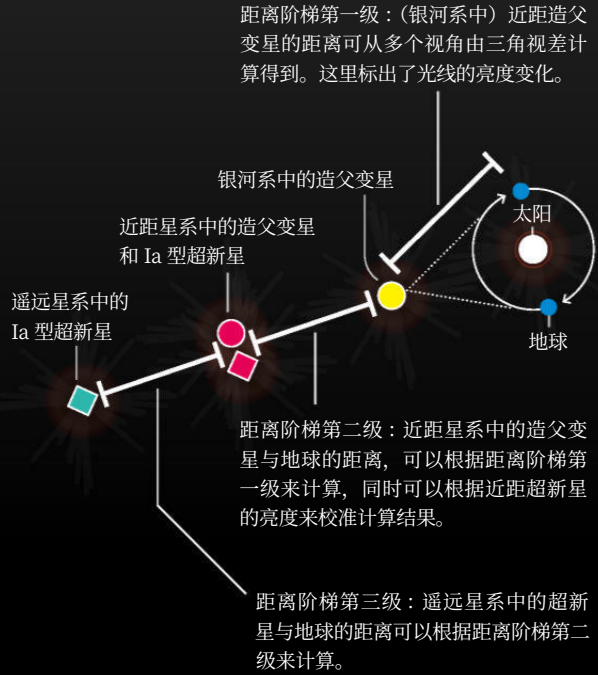 距离阶梯第一级：（银河系中）近距造父
变星的距离可从多个视角由三角视差计
算得到。这里标出了光线的亮度变化。
银河系中的造父变星
太阳
近距星系中的造父变星
和 Ia 型超新星
遥远星系中的
Ia 型超新星
地球
距离阶梯第二级：近距星系中的造父变
星与地球的距离，可以根据距离阶梯第
一级来计算，同时可以根据近距超新星
的亮度来校准计算结果。
距离阶梯第三级：遥远星系中的超新
星与地球的距离可以根据距离阶梯第二
级来计算。